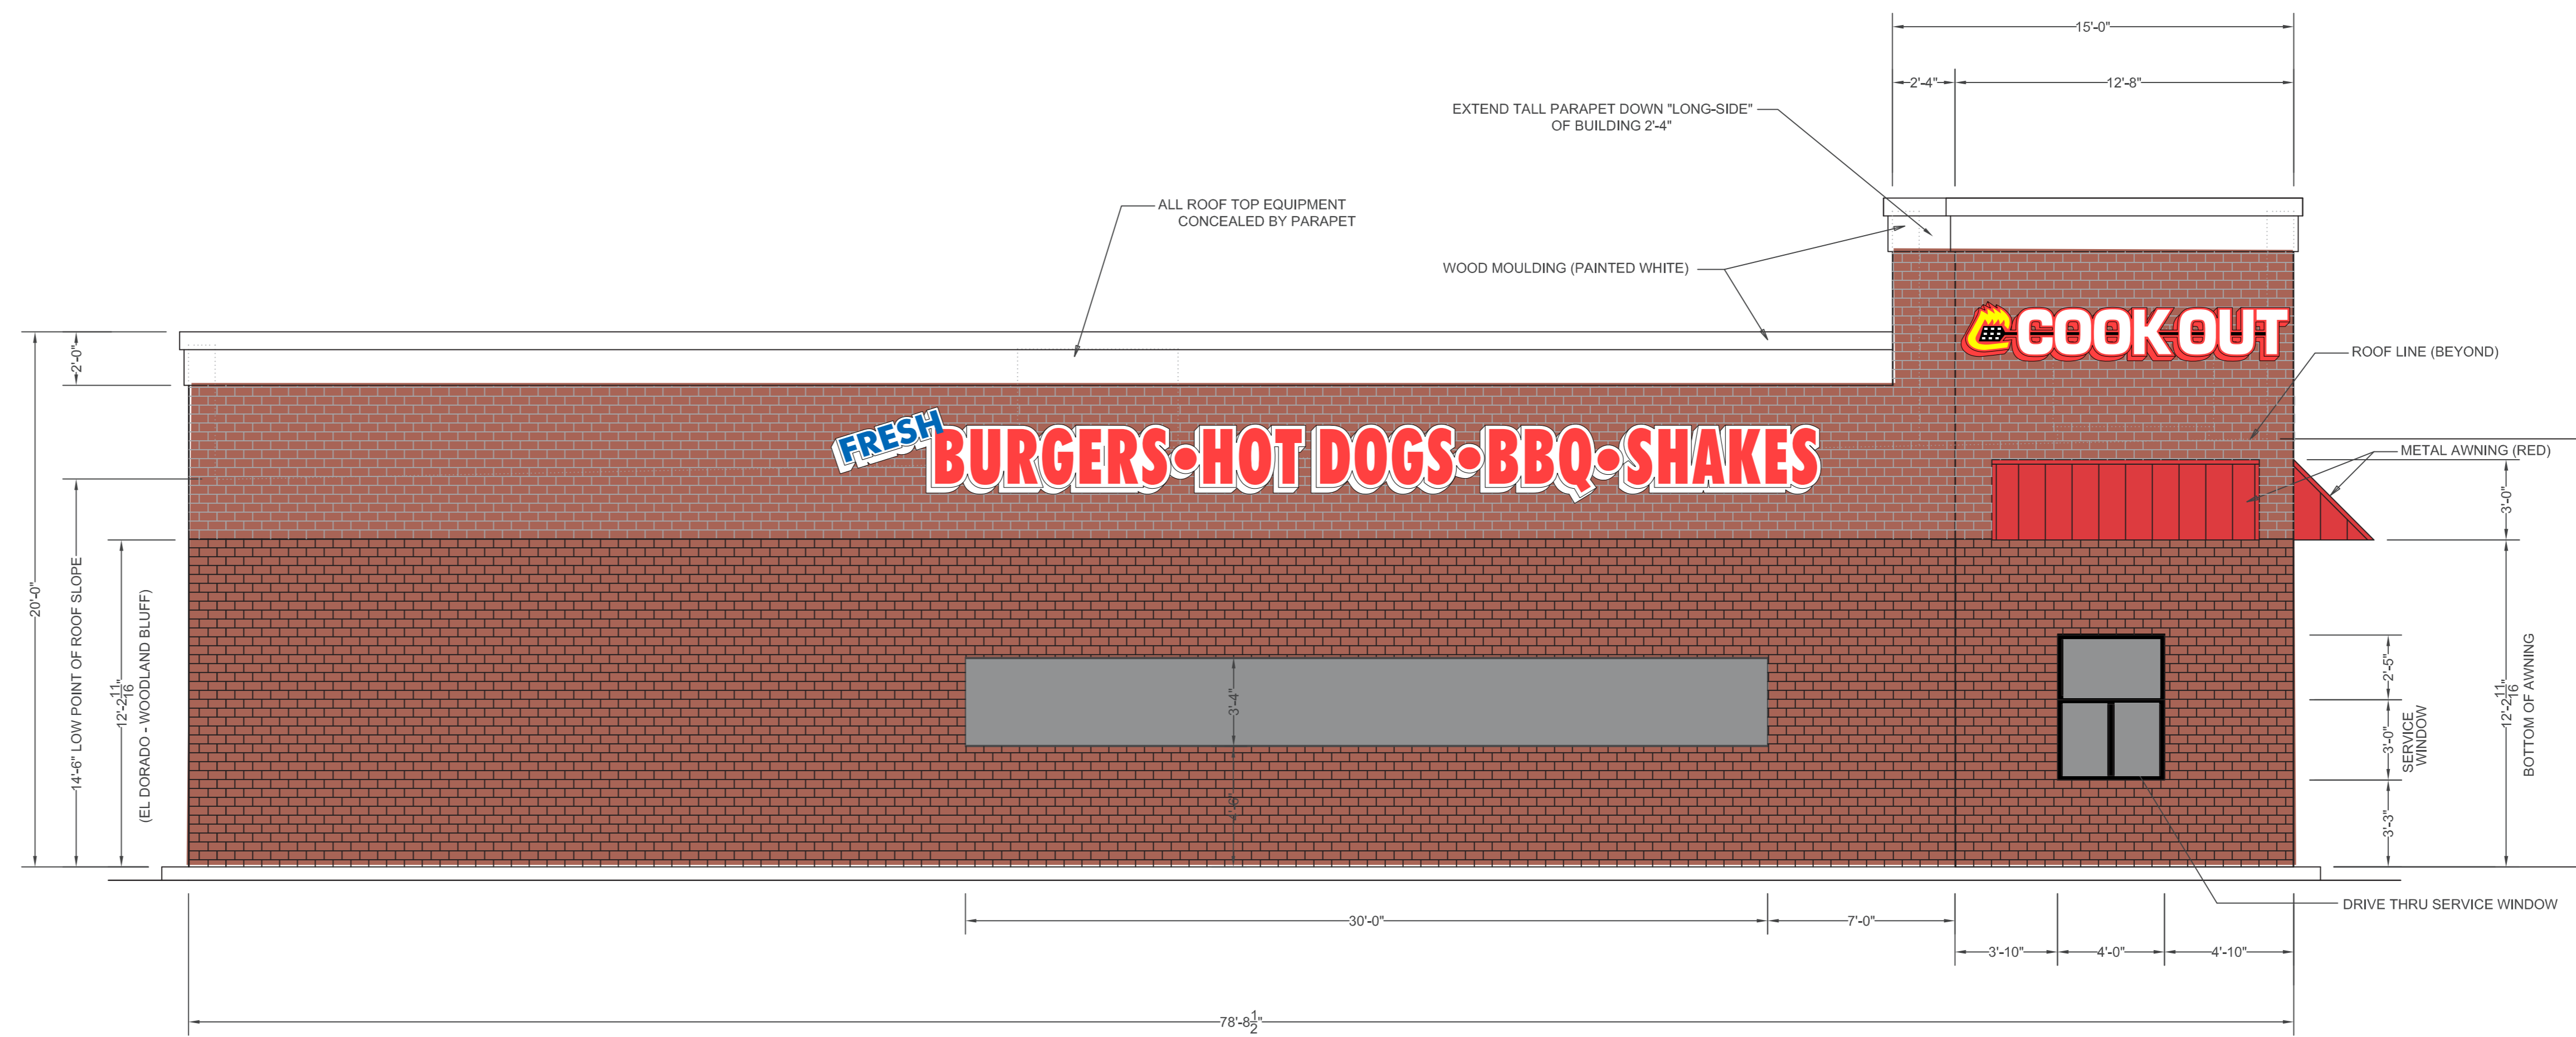 15'-0"
2'-4"
12'-8"
EXTEND TALL PARAPET DOWN "LONG-SIDE"
OF BUILDING 2'-4"
ALL ROOF TOP EQUIPMENT
CONCEALED BY PARAPET
WOOD MOULDING (PAINTED WHITE)
COOK OUT
ROOF LINE (BEYOND)
METAL AWNING (RED)
FRESH
BURGERS•HOT DOGS•BBQ•SHAKES
2'-0"
20'-0"
14'-6" LOW POINT OF ROOF SLOPE
12'-2 11/16"
(EL DORADO - WOODLAND BLUFF)
3'-4"
4'-6"
3'-0"
2'-5"
3'-0"
SERVICE
WINDOW
3'-3"
12'-2 11/16"
BOTTOM OF AWNING
DRIVE THRU SERVICE WINDOW
30'-0"
7'-0"
3'-10"
4'-0"
4'-10"
78'-8 1/2"